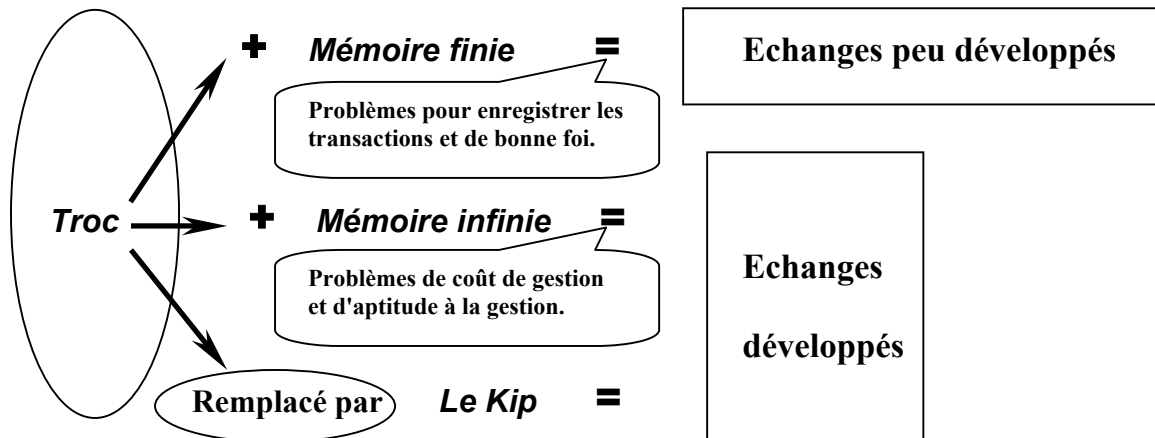 + Mémoire finie = Echanges peu développés
Problèmes pour enregistrer les
transactions et de bonne foi.
Troc + Mémoire infinie =
Problèmes de coût de gestion
et d'aptitude à la gestion.
Echanges
développés
Remplacé par Le Kip =